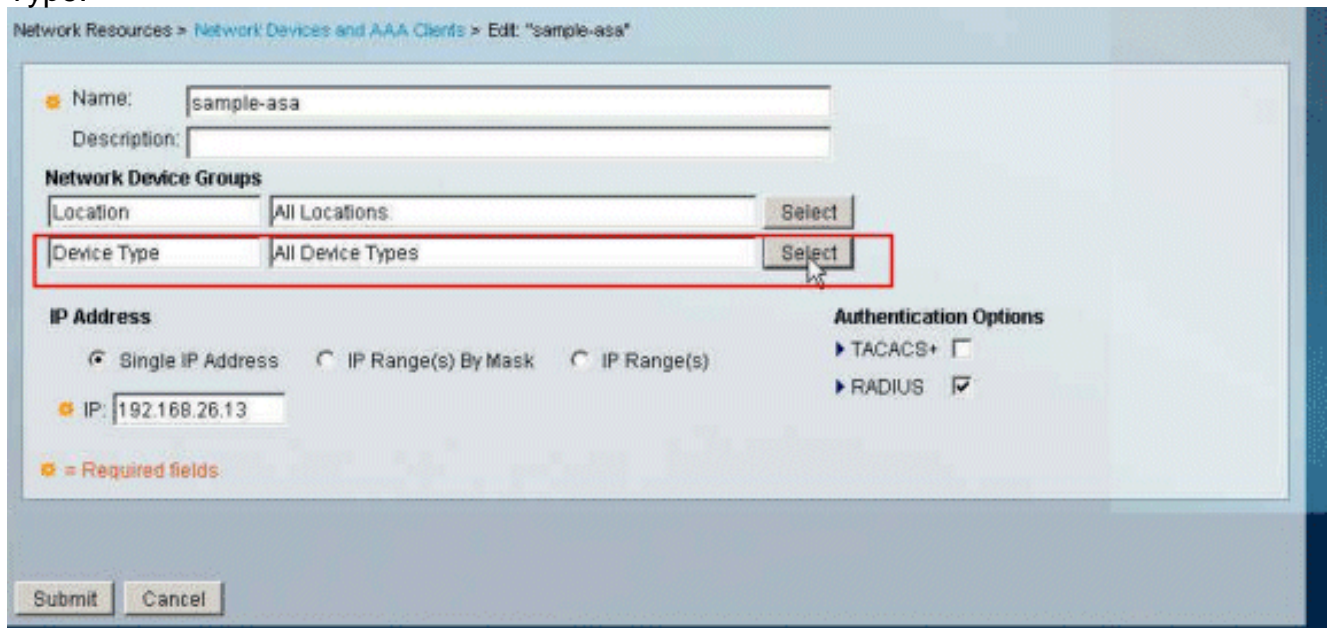 Type.
Network Resources > Network Devices and AAA Clients > Edit: "sample-asa"
Name: sample-asa
Description:
Network Device Groups
Location All Locations Select
Device Type All Device Types Select
IP Address Authentication Options
Single IP Address IP Range(s) By Mask IP Range(s) TACACS+
RADIUS
IP: 192.168.26.13
= Required fields
Submit Cancel